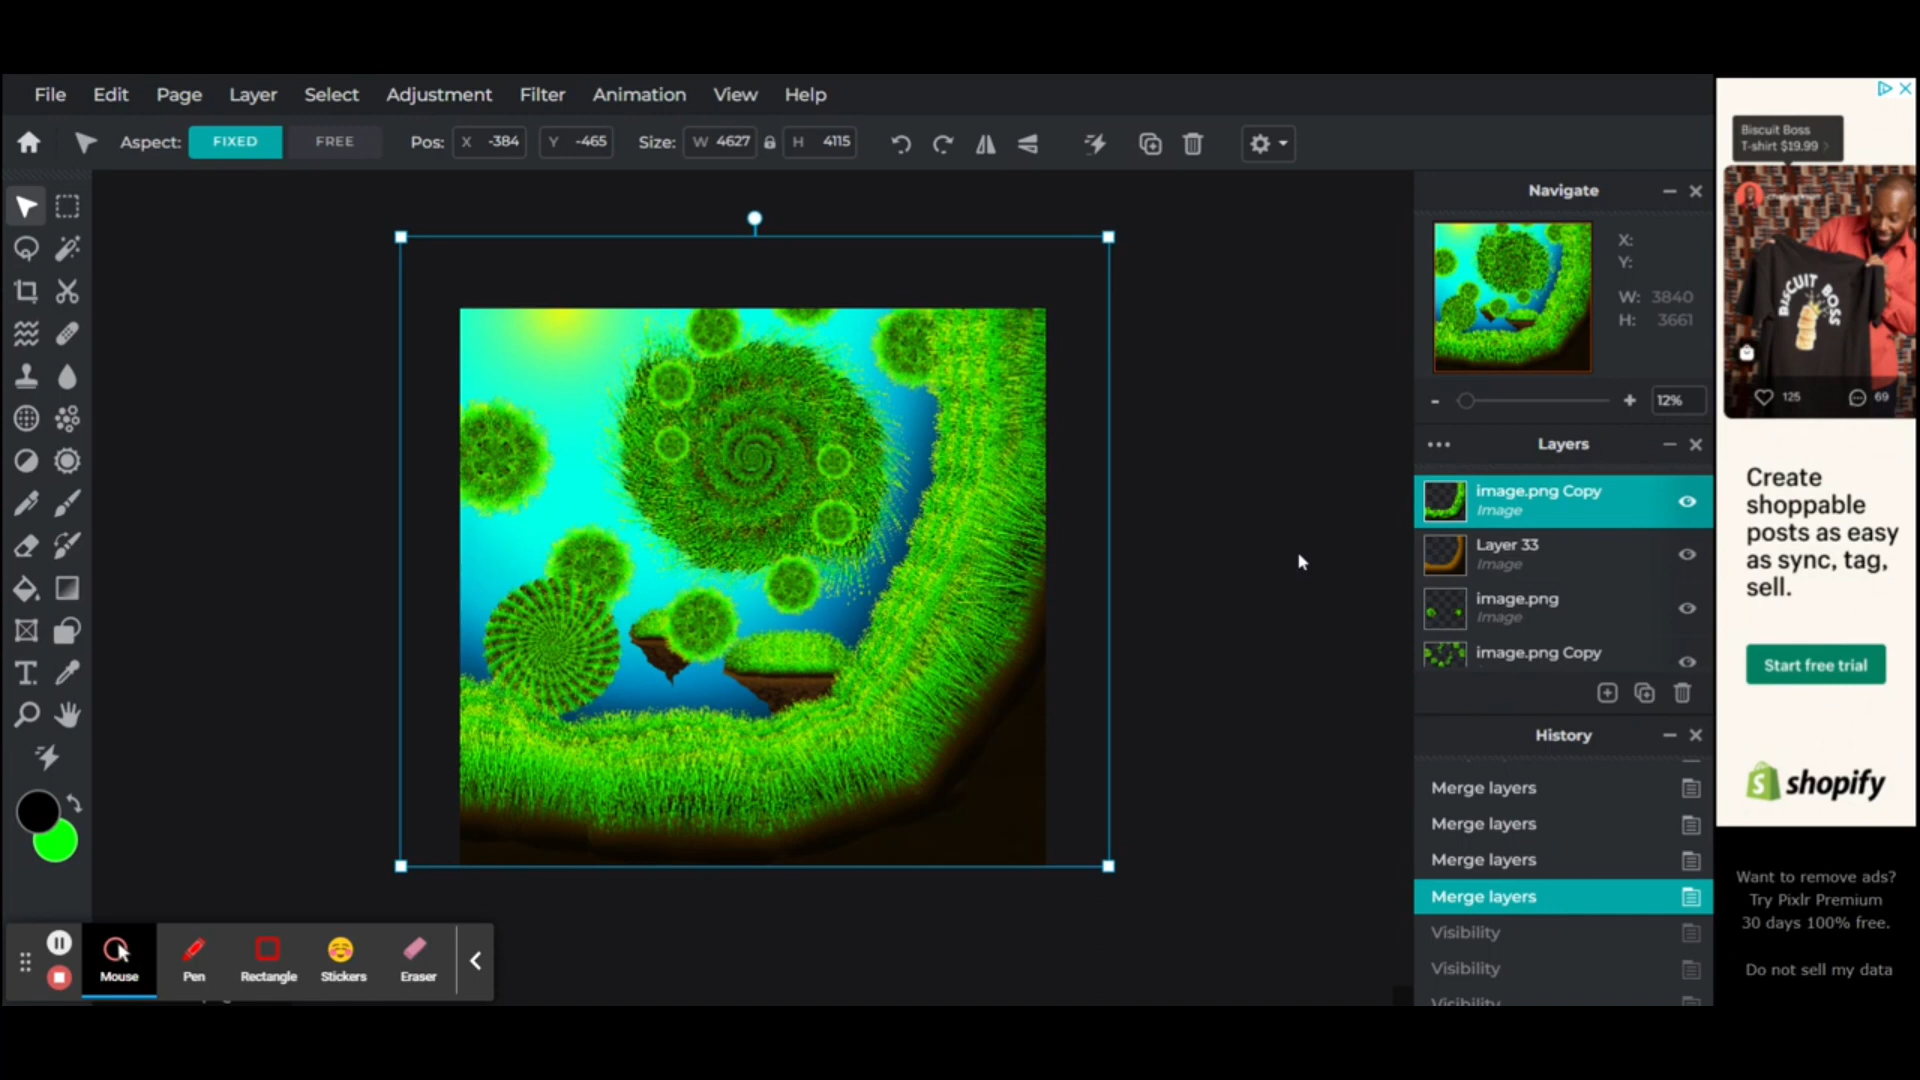 File Edit Page Layer Select Adjustment Filter Animation View Help
Aspect: FIXED FREE Pos: X -384 Y -465 Size: W 4627 H 4115
Biscuit Boss
T-shirt $19.99
BISCUIT BOSS
125 69
Create
shoppable
posts as easy
as sync, tag,
sell.
Start free trial
shopify
Want to remove ads?
Try Pixlr Premium
30 days 100% free.
Do not sell my data
Navigate
X:
Y:
W: 3840
H: 3661
12%
Layers
image.png Copy
Image
Layer 33
Image
image.png
Image
image.png Copy
History
Merge layers
Merge layers
Merge layers
Merge layers
Visibility
Visibility
Visibility
Mouse Pen Rectangle Stickers Eraser